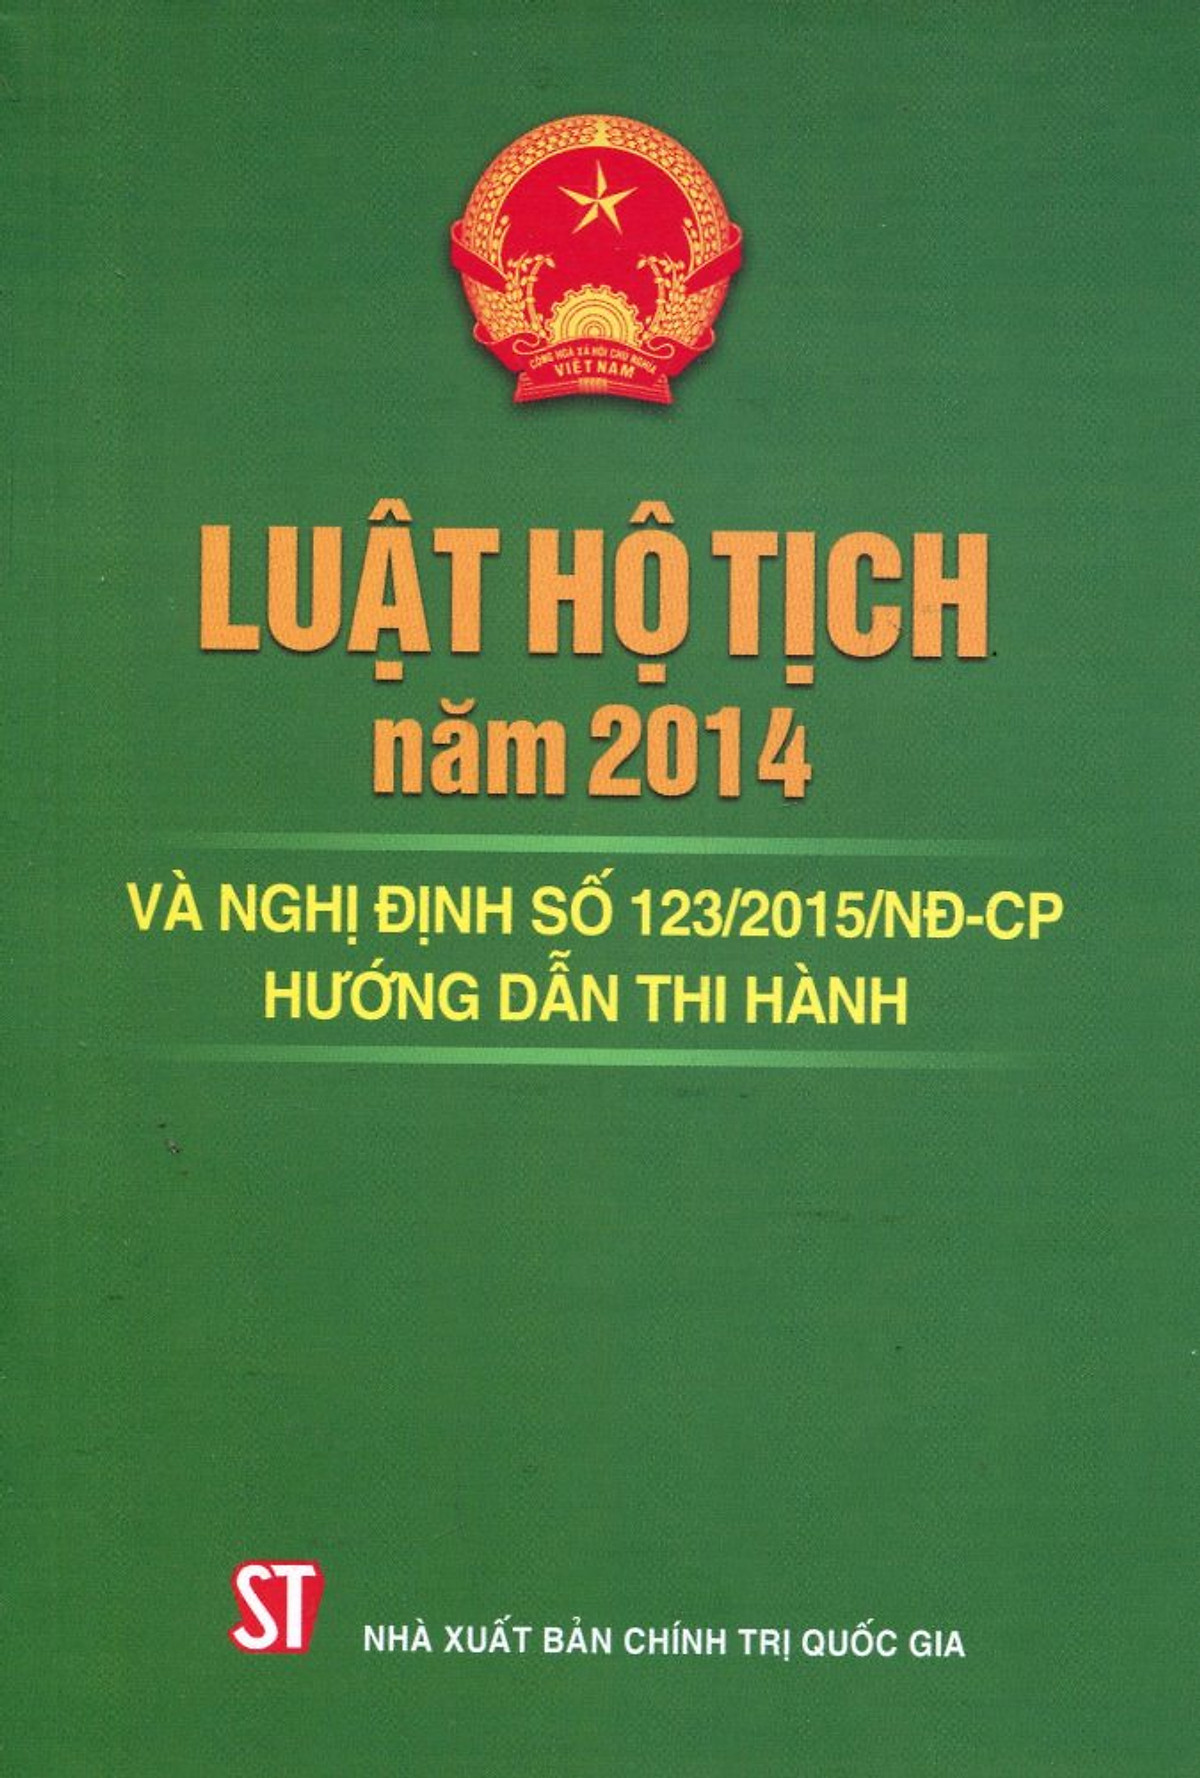 CỘNG HÒA XÃ HỘI CHỦ NGHĨA
VIỆT NAM
LUẬT HỘ TỊCH
năm 2014
VÀ NGHỊ ĐỊNH SỐ 123/2015/NĐ-CP
HƯỚNG DẪN THI HÀNH
ST
NHÀ XUẤT BẢN CHÍNH TRỊ QUỐC GIA